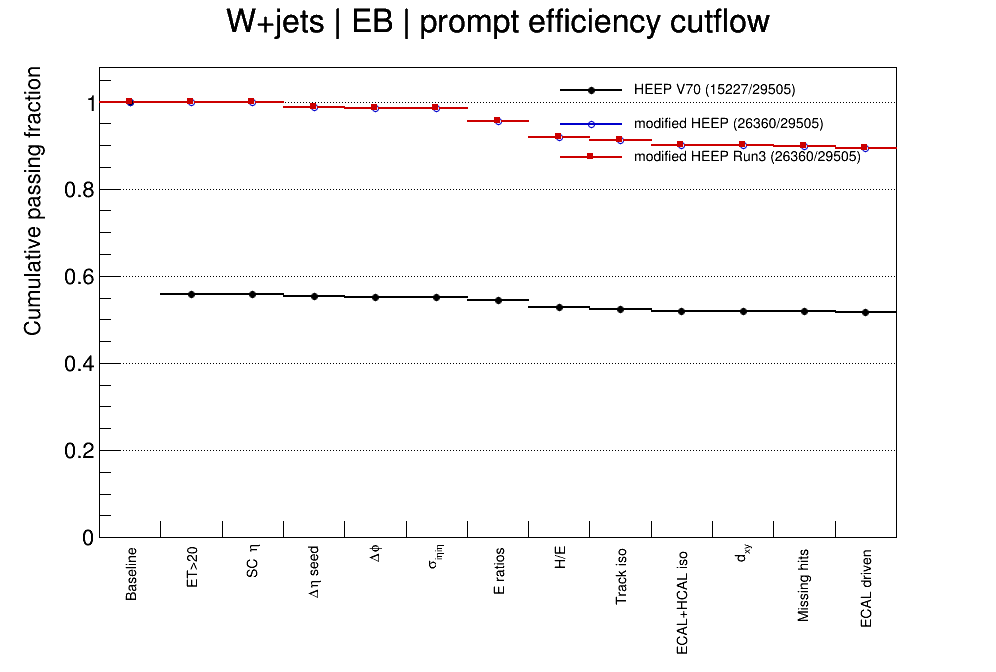 W+jets | EB | prompt efficiency cutflow
Cumulative passing fraction
1
0.8
0.6
0.4
0.2
0
HEEP V70 (15227/29505)
modified HEEP (26360/29505)
modified HEEP Run3 (26360/29505)
Baseline
ET>20
SC η
Δη seed
Δϕ
σiηiη
E ratios
H/E
Track iso
ECAL+HCAL iso
dxy
Missing hits
ECAL driven